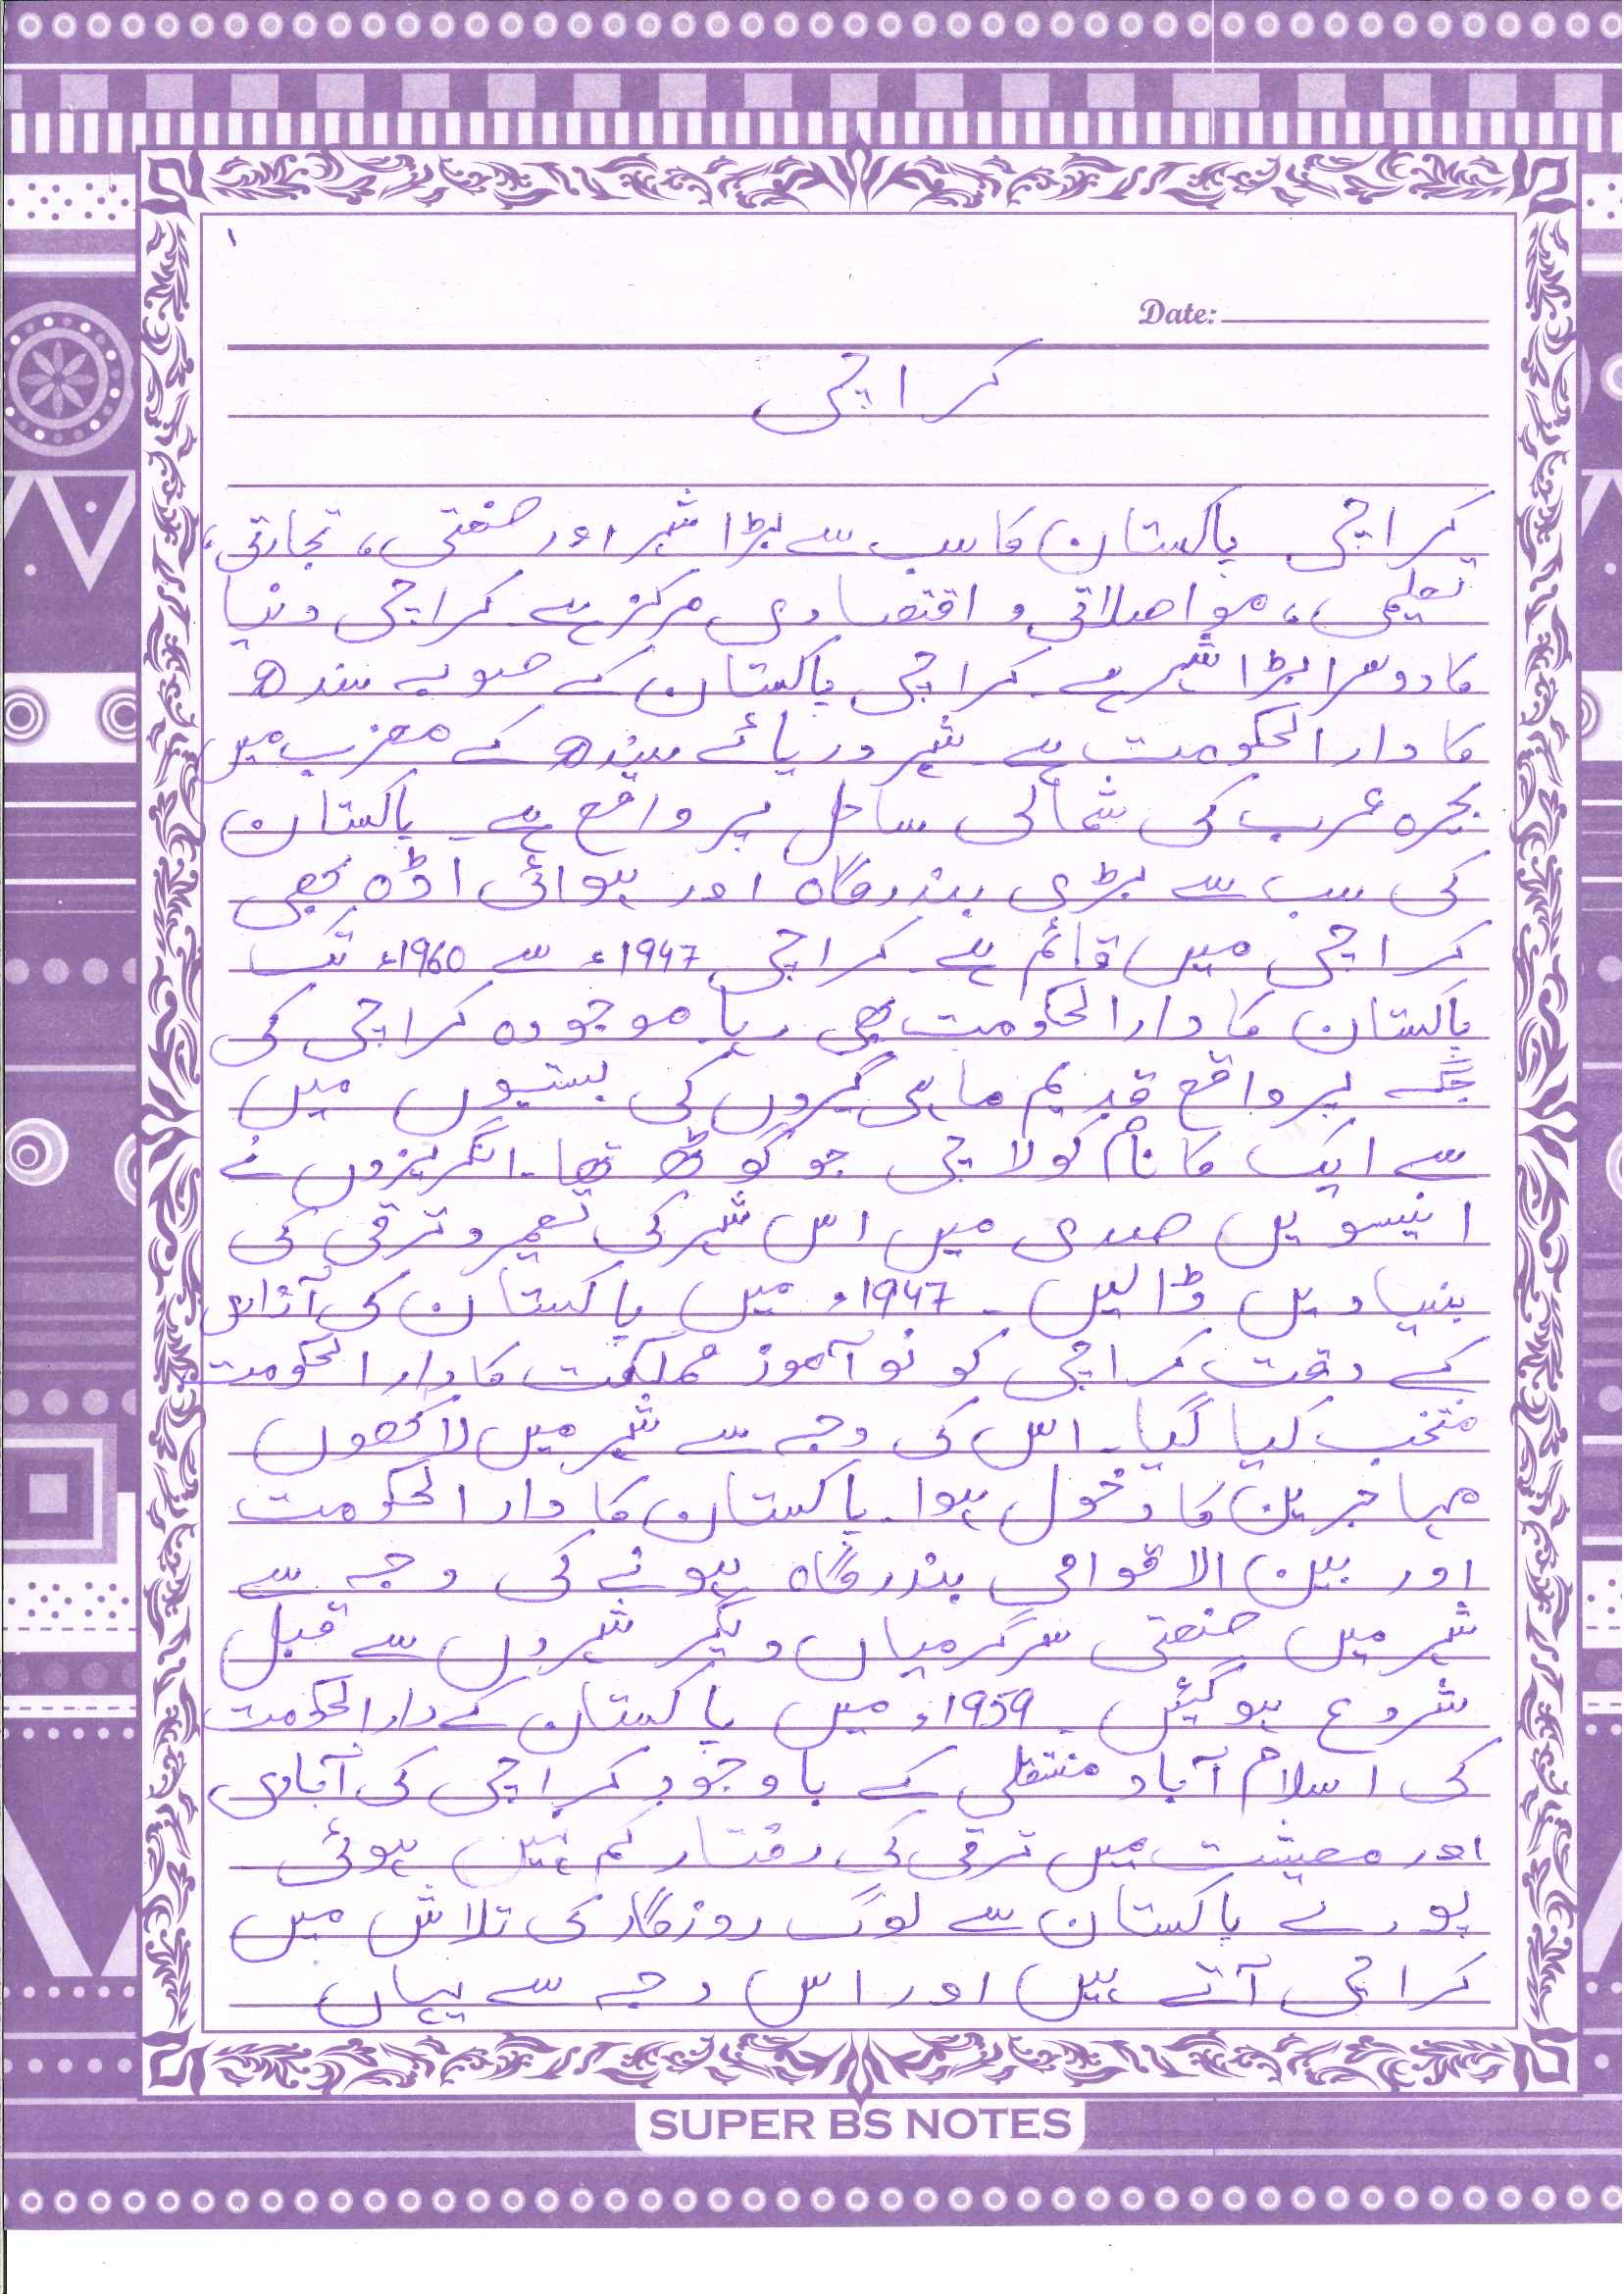 ۱
Date:
کراچی
کراچی پاکستان کا سب سے بڑا شہر اور صنعتی، تجارتی،
تعلیمی، مواصلاتی و اقتصادی مرکز ہے۔ کراچی دنیا
کا دوسرا بڑا شہر ہے۔ کراچی پاکستان کے صوبہ سندھ
کا دارالحکومت ہے۔ شہر دریائے سندھ کے مغرب میں
بحرہ عرب کی شمالی ساحل پر واقع ہے۔ پاکستان
کی سب سے بڑی بندرگاہ اور ہوائی اڈہ بھی
کراچی میں قائم ہے۔ کراچی 1947ء سے 1960ء تک
پاکستان کا دارالحکومت بھی رہا۔ موجودہ کراچی کی
جگہ پر واقع قدیم ماہی گیروں کی بستیوں میں
سے ایک کا نام کولاچی جو گوٹھ تھا۔ انگریزوں نے
انیسویں صدی میں اس شہر کی تعمیر و ترقی کی
بنیادیں ڈالیں۔ 1947ء میں پاکستان کی آزادی
کے وقت کراچی کو نو آموز مملکت کا دارالحکومت
منتخب کیا گیا۔ اس کی وجہ سے شہر میں لاکھوں
مہاجرین کا دخول ہوا۔ پاکستان کا دارالحکومت
اور بین الاقوامی بندرگاہ ہونے کی وجہ سے
شہر میں صنعتی سرگرمیاں دیگر شہروں سے قبل
شروع ہوگئیں۔ 1959ء میں پاکستان کے دارالحکومت
کی اسلام آباد منتقلی کے باوجود کراچی کی آبادی
اور معیشت میں ترقی کی رفتار کم نہیں ہوئی۔
پورے پاکستان سے لوگ روزگار کی تلاش میں
کراچی آتے ہیں اور اس وجہ سے یہاں
SUPER BS NOTES